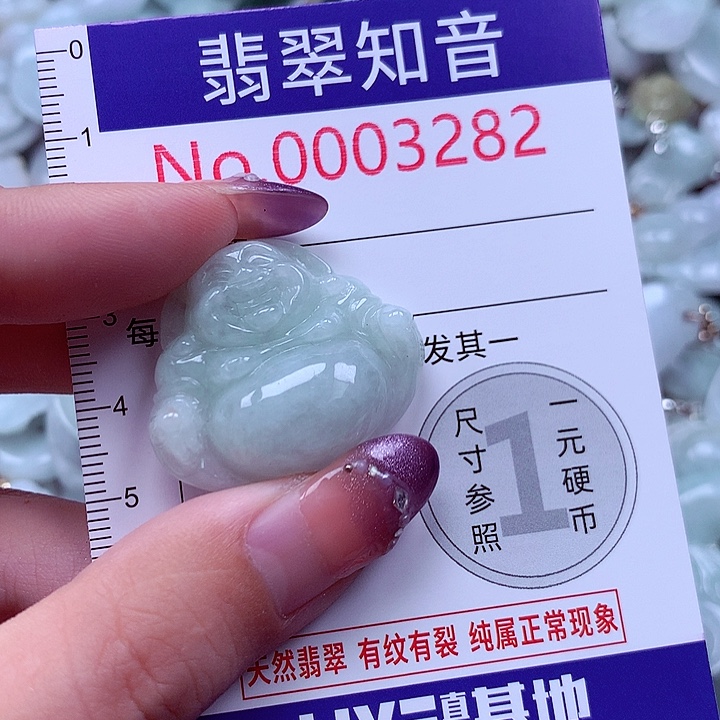 翡翠知音
No.0003282
0
1
3
每
发其一
4
5
1
一元硬币
尺寸参照
天然翡翠 有纹有裂 纯属正常现象
基地